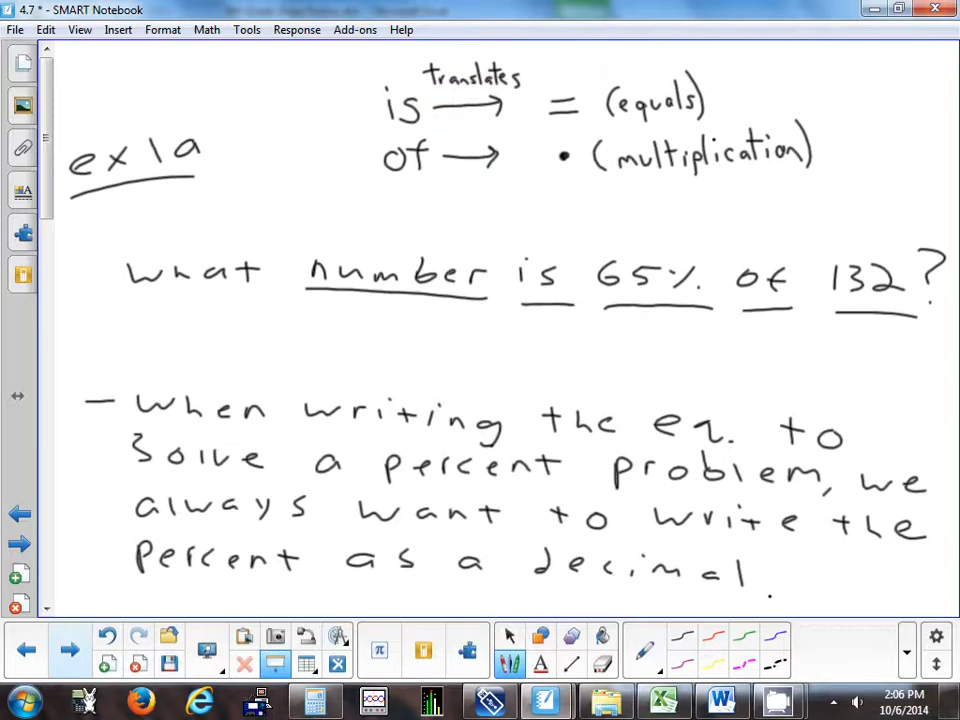 4.7 * - SMART Notebook
File Edit View Insert Format Math Tools Response Add-ons Help
translates
is → = (equals)
of → • (multiplication)
ex 1a
What number is 65% of 132?
- When writing the eq. to
solve a percent problem, we
always want to write the
percent as a decimal.
2:06 PM
10/6/2014